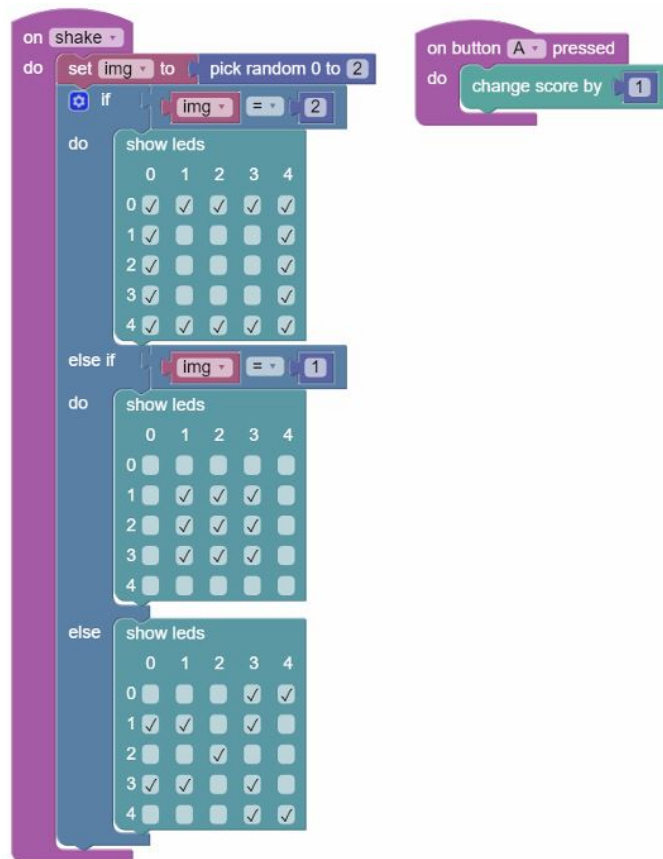 on shake
do set img to pick random 0 to 2
if img = 2
do show leds
0 1 2 3 4
0
1
2
3
4
else if img = 1
do show leds
0 1 2 3 4
0
1
2
3
4
else show leds
0 1 2 3 4
0
1
2
3
4
on button A pressed
do change score by 1